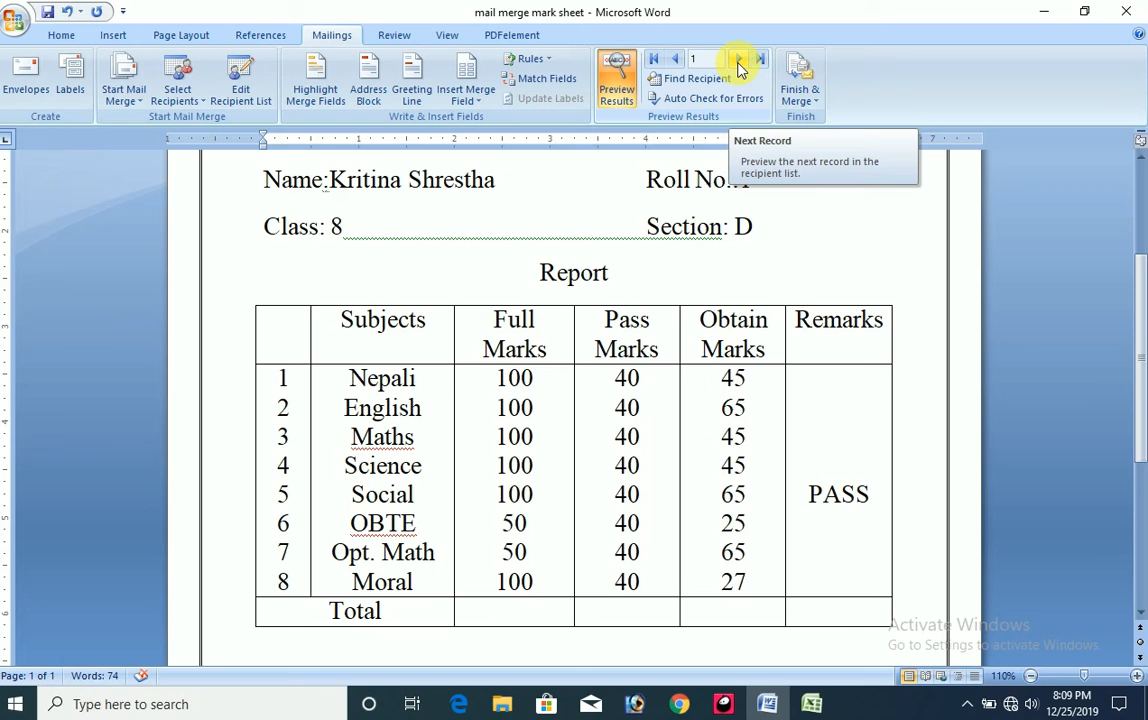 mail merge mark sheet - Microsoft Word
Home Insert Page Layout References Mailings Review View PDFelement
Envelopes Labels
Create
Start Mail Merge Select Recipients Edit Recipient List
Start Mail Merge
Highlight Merge Fields Address Block Greeting Line Insert Merge Field
Rules
Match Fields
Update Labels
Write & Insert Fields
ABC
Preview Results
1
Find Recipient
Auto Check for Errors
Preview Results
Finish & Merge
Finish
1 2 3 4 7
Next Record
Preview the next record in the
recipient list.
Name:Kritina Shrestha Roll No.:
Class: 8 Section: D
Report
Subjects Full Marks Pass Marks Obtain Marks Remarks
1 Nepali 100 40 45
2 English 100 40 65
3 Maths 100 40 45
4 Science 100 40 45
5 Social 100 40 65 PASS
6 OBTE 50 40 25
7 Opt. Math 50 40 65
8 Moral 100 40 27
Total
Activate Windows
Go to Settings to activate Windows.
Page: 1 of 1 Words: 74 110%
Type here to search
8:09 PM
12/25/2019